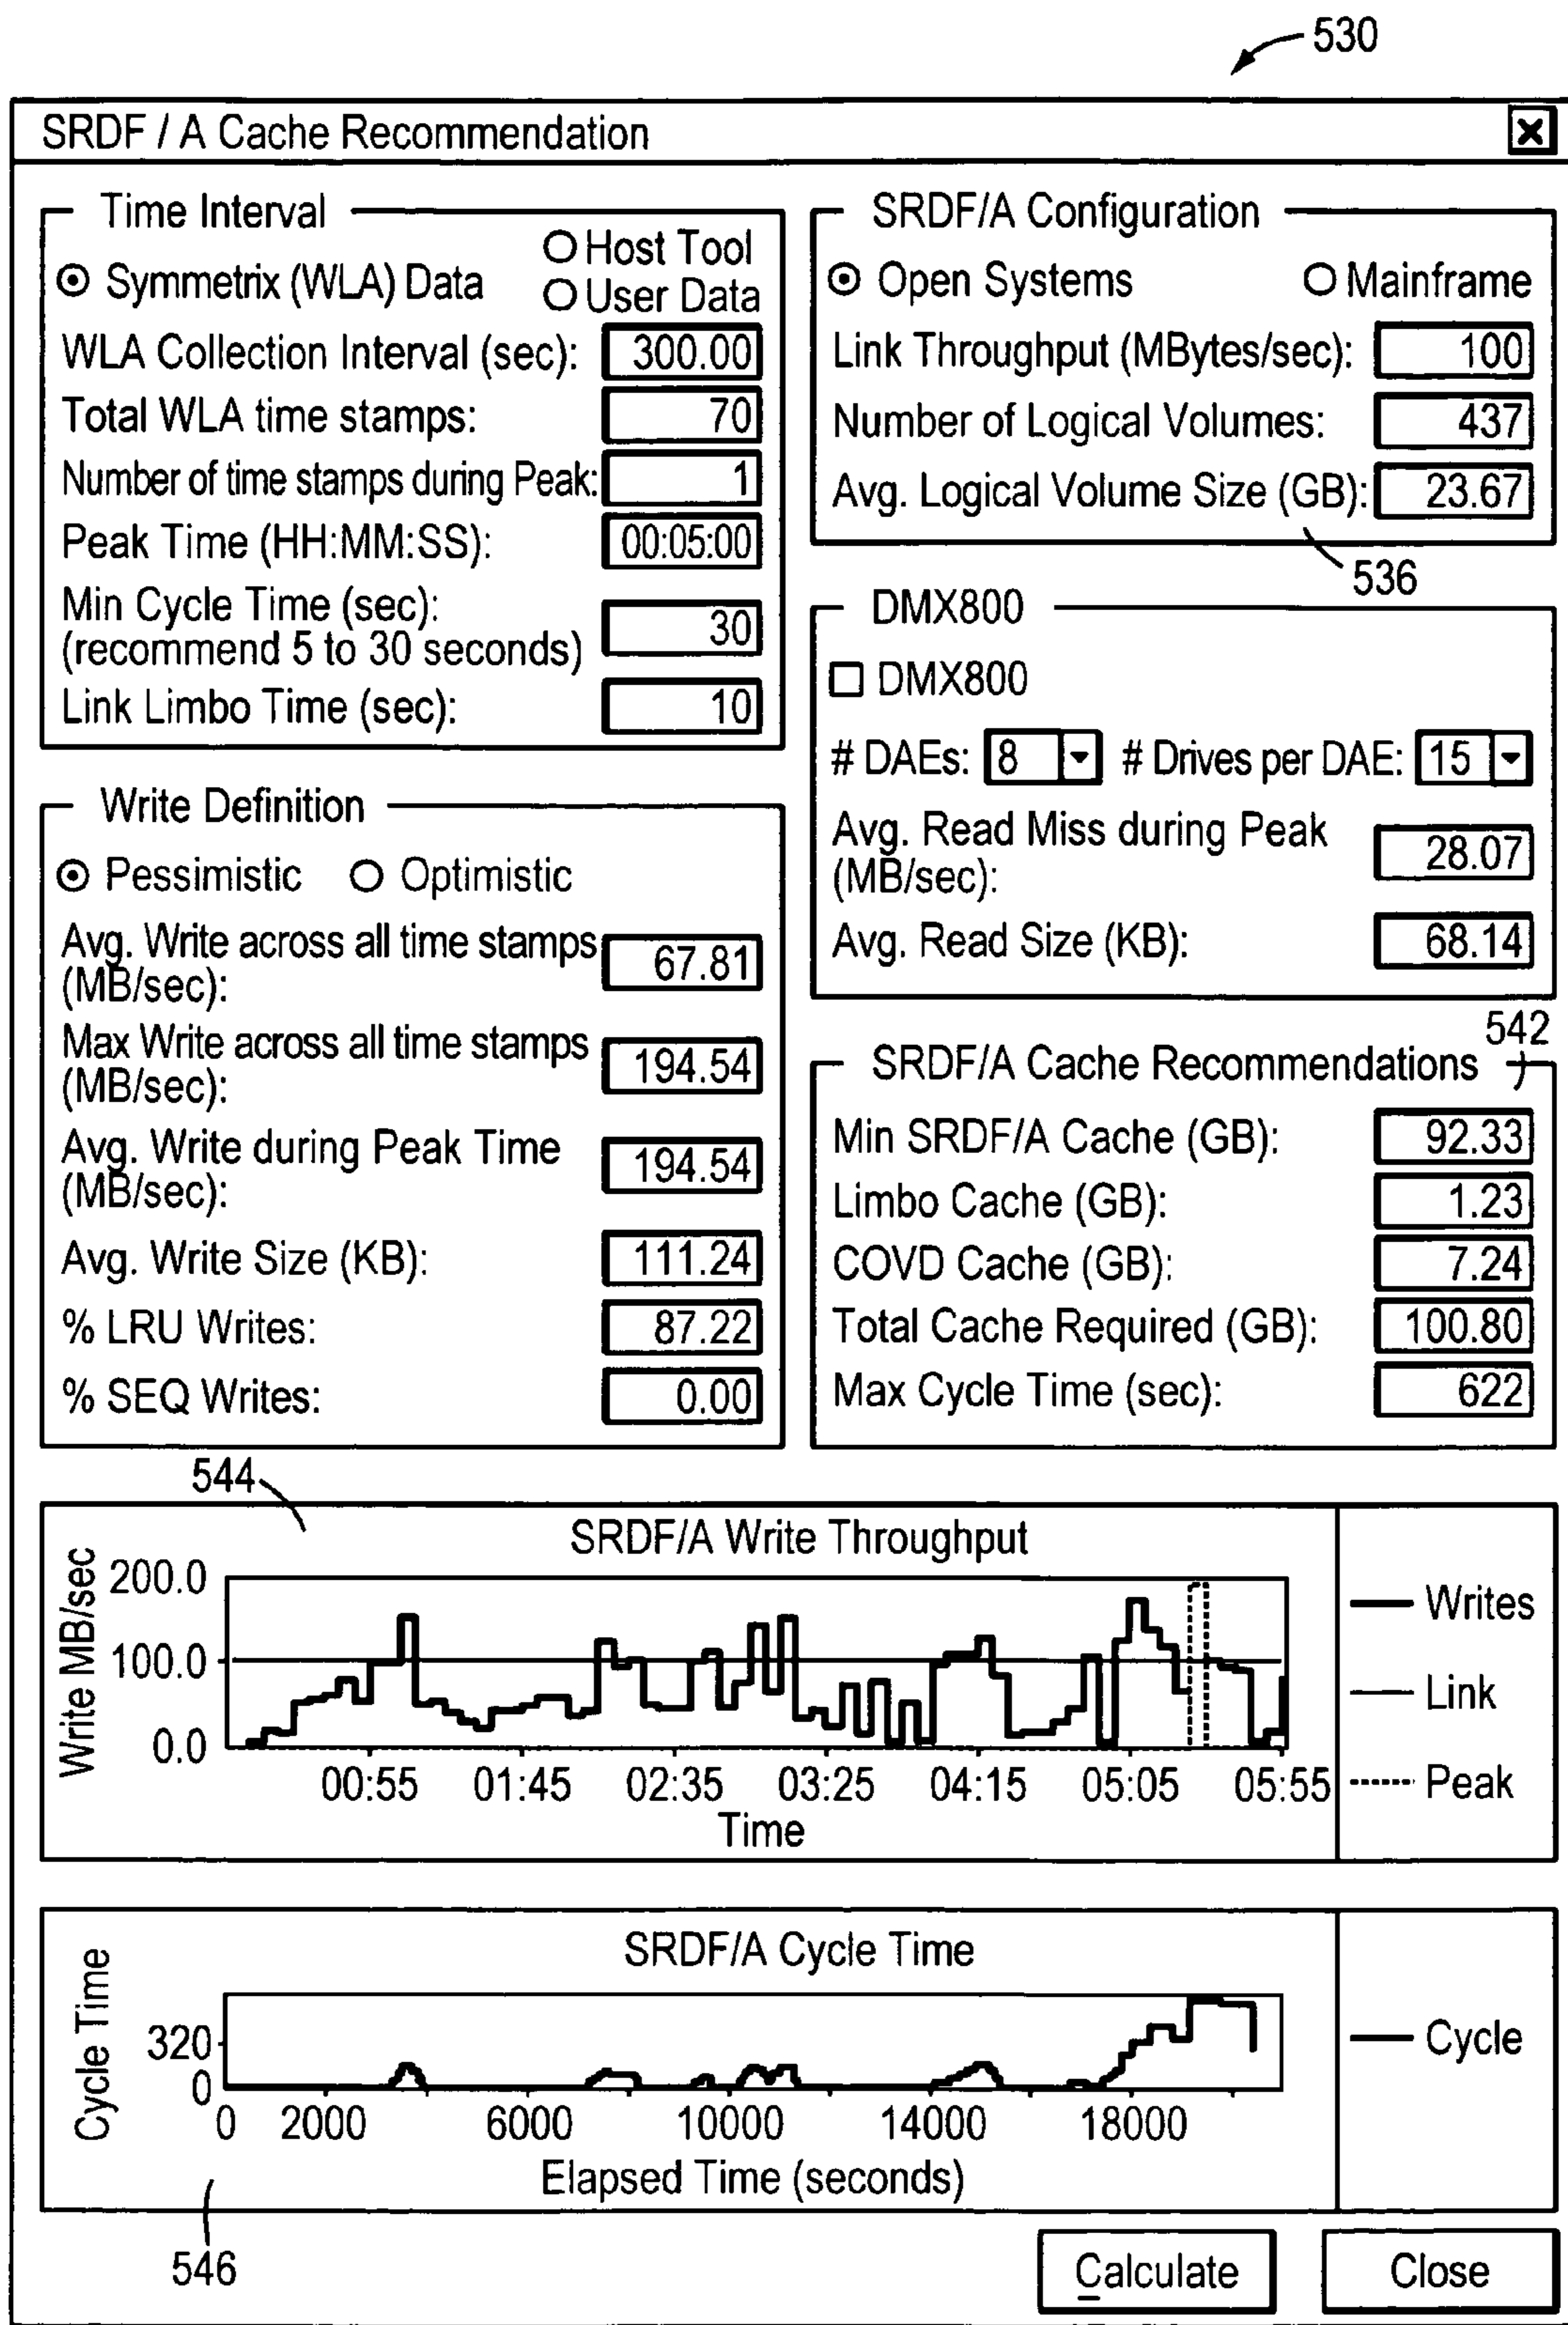 530
SRDF / A Cache Recommendation
Time Interval
Host Tool
Symmetrix (WLA) Data
User Data
WLA Collection Interval (sec): 300.00
Total WLA time stamps: 70
Number of time stamps during Peak: 1
Peak Time (HH:MM:SS): 00:05:00
Min Cycle Time (sec):
(recommend 5 to 30 seconds) 30
Link Limbo Time (sec): 10
SRDF/A Configuration
Open Systems Mainframe
Link Throughput (MBytes/sec): 100
Number of Logical Volumes: 437
Avg. Logical Volume Size (GB): 23.67
536
DMX800
DMX800
# DAEs: 8 # Drives per DAE: 15
Avg. Read Miss during Peak
(MB/sec): 28.07
Avg. Read Size (KB): 68.14
Write Definition
Pessimistic Optimistic
Avg. Write across all time stamps
(MB/sec): 67.81
Max Write across all time stamps
(MB/sec): 194.54
Avg. Write during Peak Time
(MB/sec): 194.54
Avg. Write Size (KB): 111.24
% LRU Writes: 87.22
% SEQ Writes: 0.00
542
SRDF/A Cache Recommendations
Min SRDF/A Cache (GB): 92.33
Limbo Cache (GB): 1.23
COVD Cache (GB): 7.24
Total Cache Required (GB): 100.80
Max Cycle Time (sec): 622
544
SRDF/A Write Throughput
Write MB/sec
200.0
100.0
0.0
00:55 01:45 02:35 03:25 04:15 05:05 05:55
Time
Writes
Link
Peak
SRDF/A Cycle Time
Cycle Time
320
0
0 2000 6000 10000 14000 18000
Elapsed Time (seconds)
Cycle
546
Calculate Close